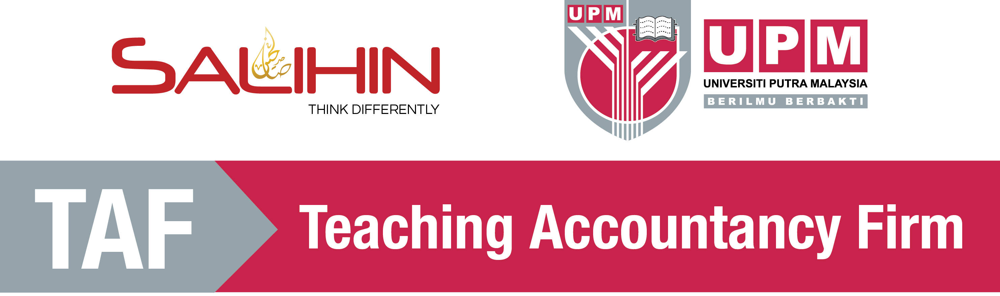 SALIHIN
THINK DIFFERENTLY
UPM
UPM
UNIVERSITI PUTRA MALAYSIA
BERILMU BERBAKTI
TAF
Teaching Accountancy Firm